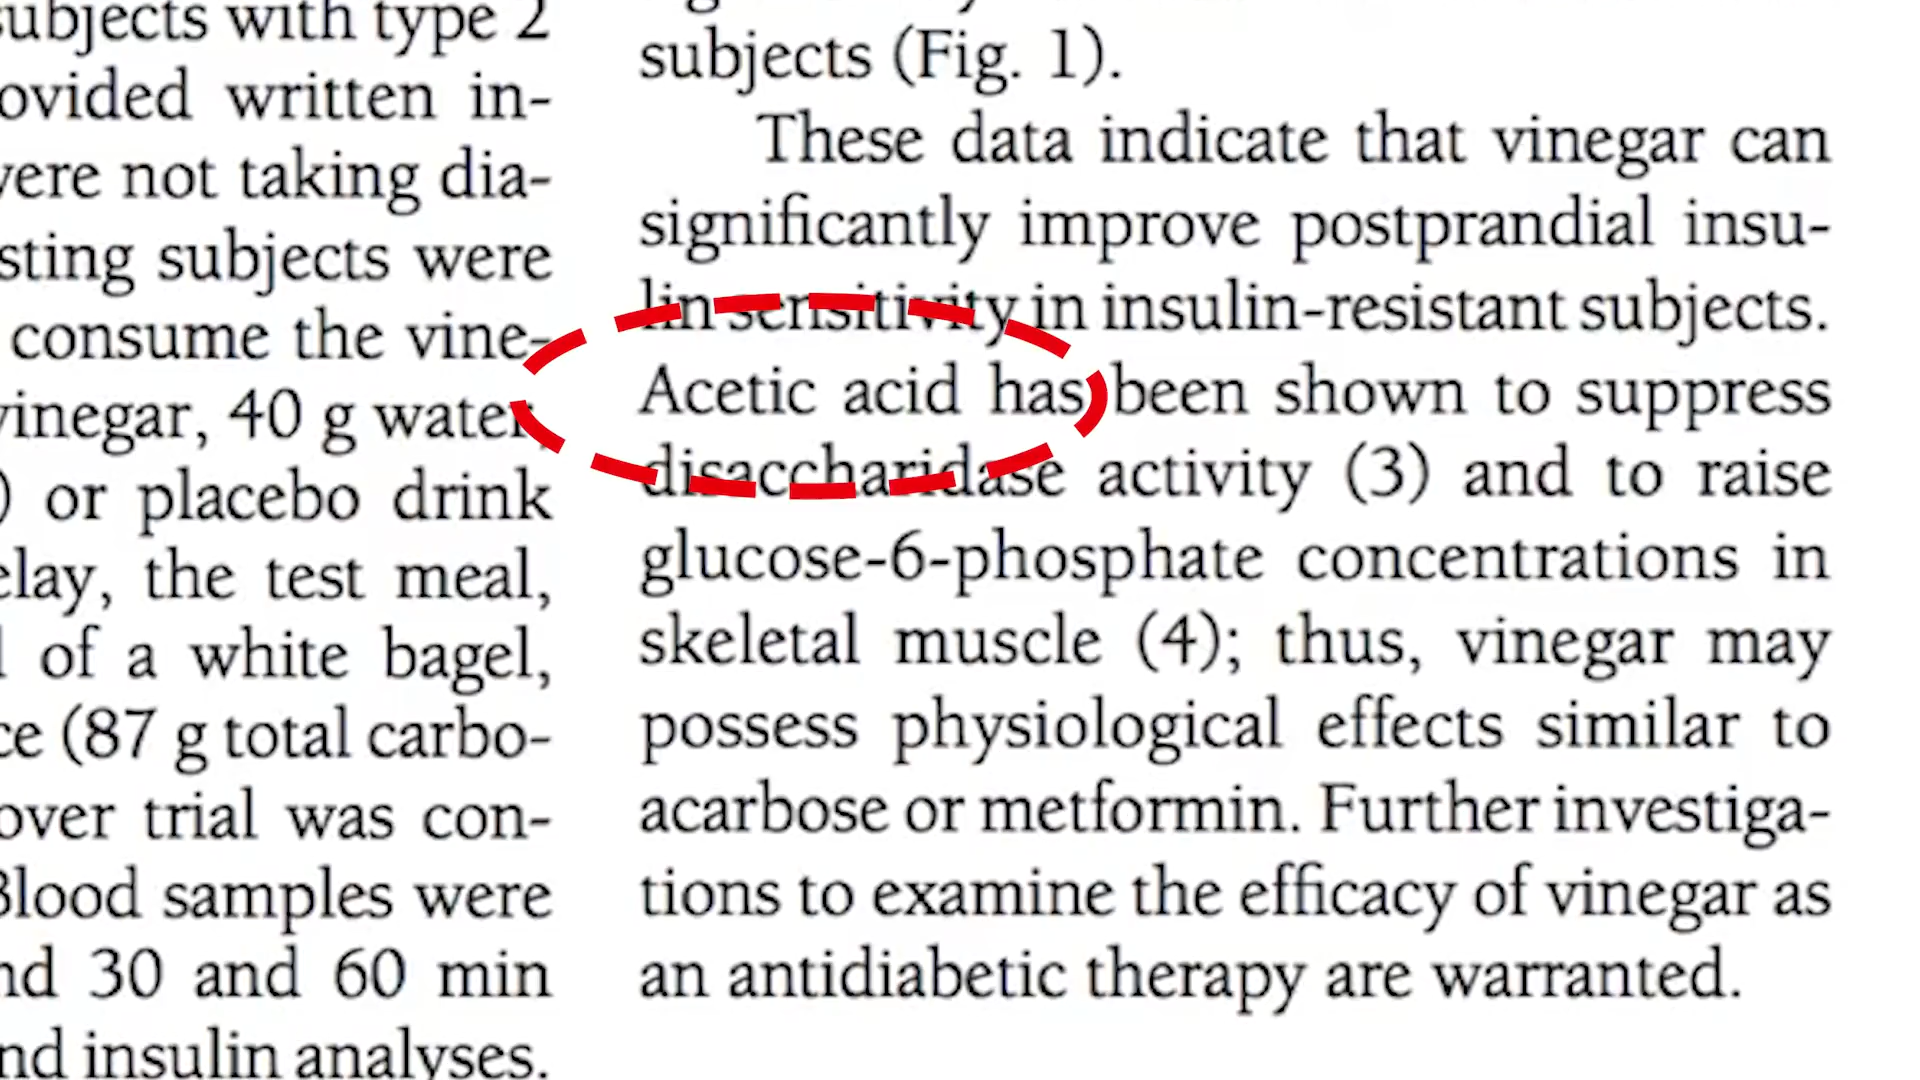 subjects with type 2
ovided written in-
were not taking dia-
sting subjects were
consume the vine-
vinegar, 40 g water,
) or placebo drink
elay, the test meal,
of a white bagel,
ce (87 g total carbo-
over trial was con-
Blood samples were
nd 30 and 60 min
nd insulin analyses.
subjects (Fig. 1).
These data indicate that vinegar can
significantly improve postprandial insu-
lin sensitivity in insulin-resistant subjects.
Acetic acid has been shown to suppress
disaccharidase activity (3) and to raise
glucose-6-phosphate concentrations in
skeletal muscle (4); thus, vinegar may
possess physiological effects similar to
acarbose or metformin. Further investiga-
tions to examine the efficacy of vinegar as
an antidiabetic therapy are warranted.